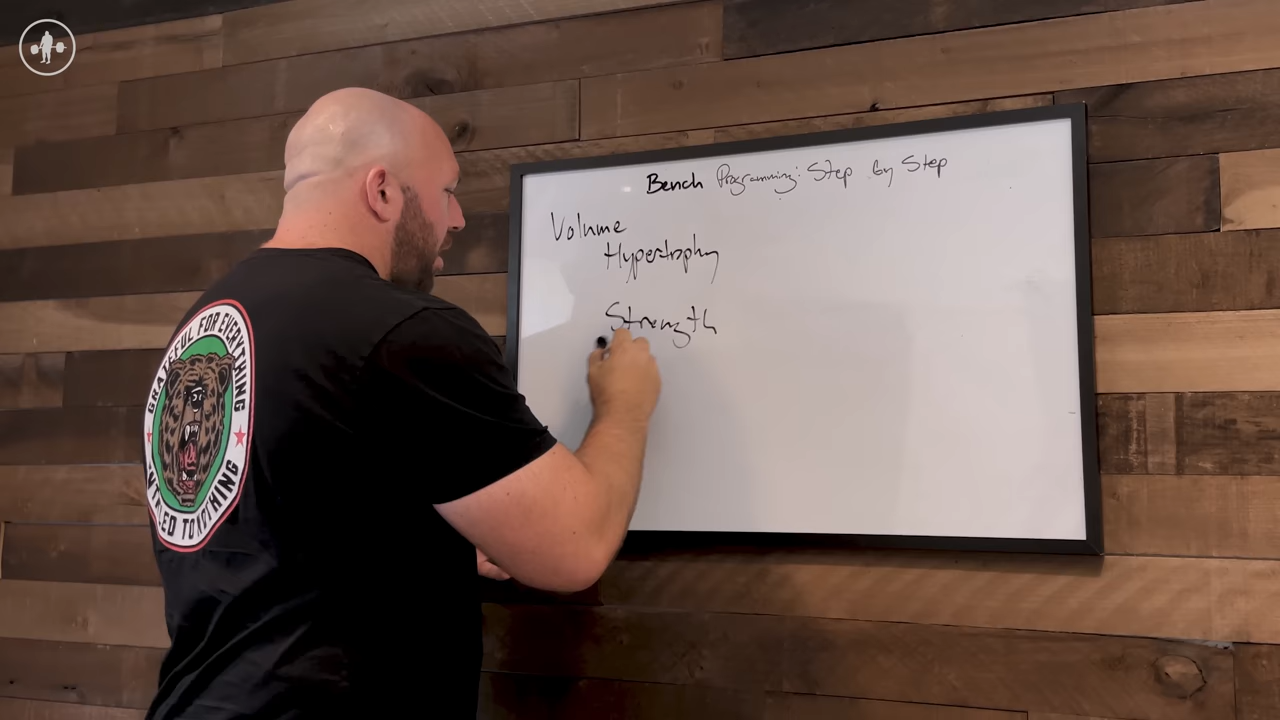 Bench Programming: Step by Step
Volume
Hypertrophy
Strength
GRATEFUL FOR EVERYTHING
ENTITLED TO NOTHING